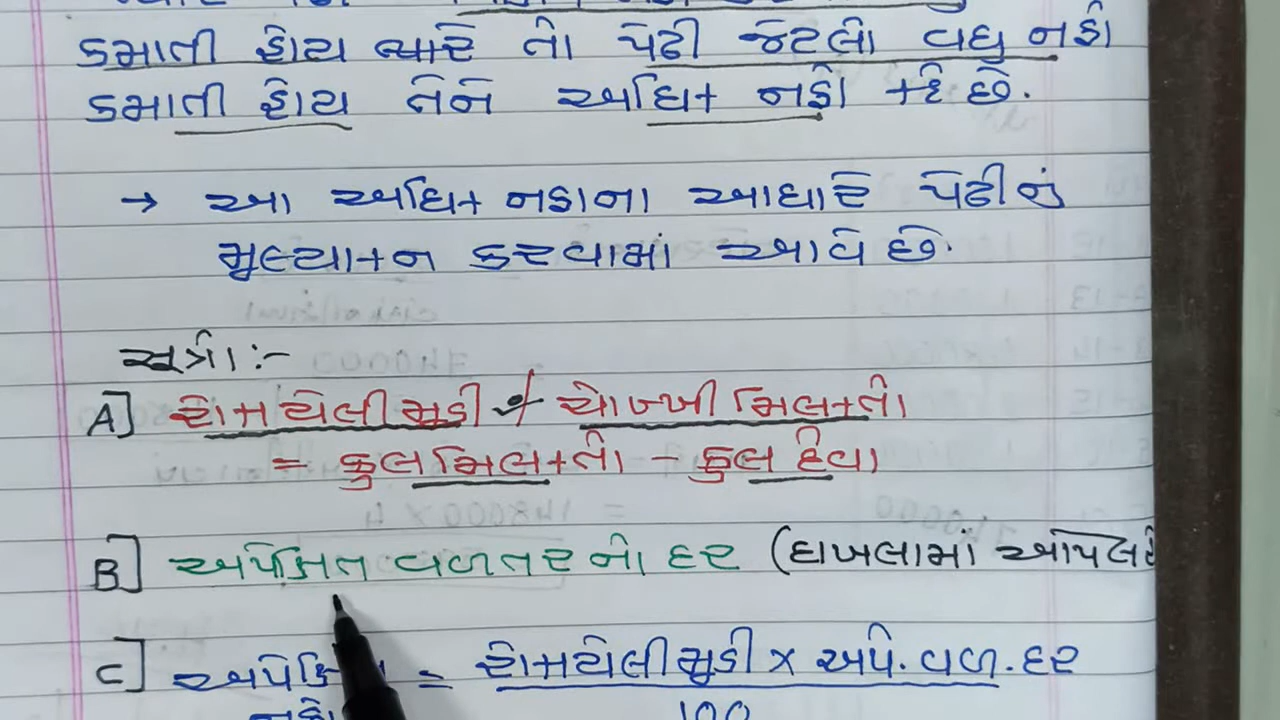 કમાતી હોય ત્યારે તો પેઢી જેટલો વધુ નફો
કમાતી હોય તેને અધિક નફો કહે છે.
→ આ અધિક નફાના આધારે પેઢીનું
મૂલ્યાકન કરવામાં આવે છે.
સૂત્રો :-
A] રોકાયેલી મૂડી / ચોખ્ખી મિલકતો
= કુલ મિલકતો - કુલ દેવા
B] અપેક્ષિત વળતરનો દર (દાખલામાં આપેલ
C] = રોકાયેલી મૂડી × અપે. વળ. દર
નફો 100